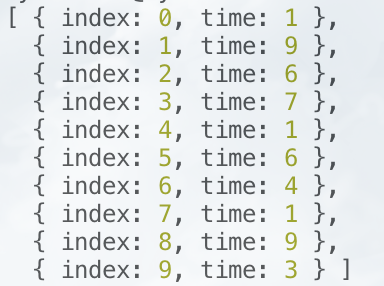 [ { index: 0, time: 1 },
{ index: 1, time: 9 },
{ index: 2, time: 6 },
{ index: 3, time: 7 },
{ index: 4, time: 1 },
{ index: 5, time: 6 },
{ index: 6, time: 4 },
{ index: 7, time: 1 },
{ index: 8, time: 9 },
{ index: 9, time: 3 } ]